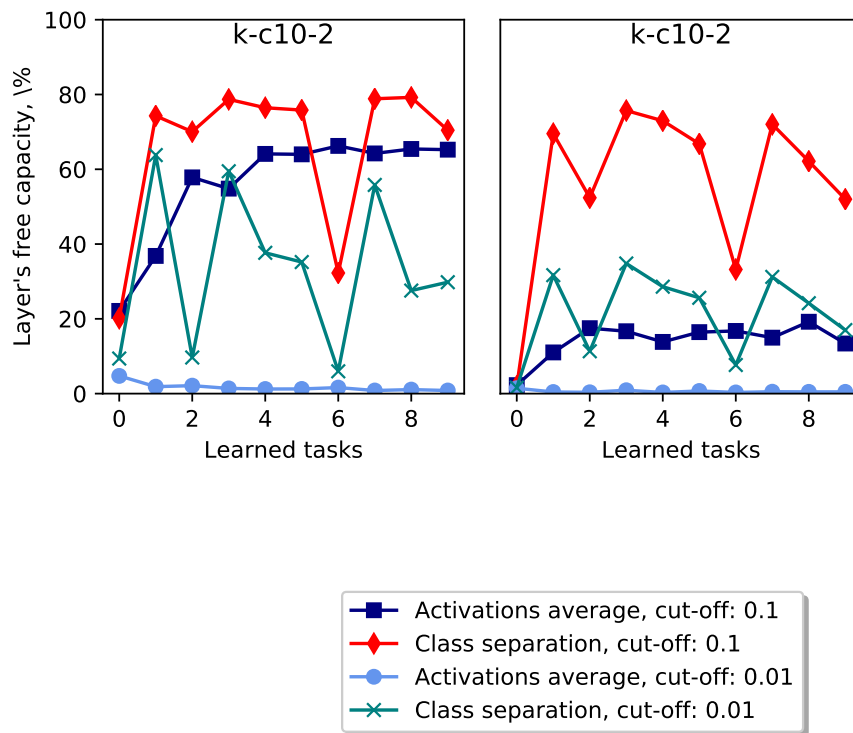 k-c10-2
k-c10-2
Layer's free capacity, \%
100
80
60
40
20
0
0 2 4 6 8
0 2 4 6 8
Learned tasks
Learned tasks
Activations average, cut-off: 0.1
Class separation, cut-off: 0.1
Activations average, cut-off: 0.01
Class separation, cut-off: 0.01